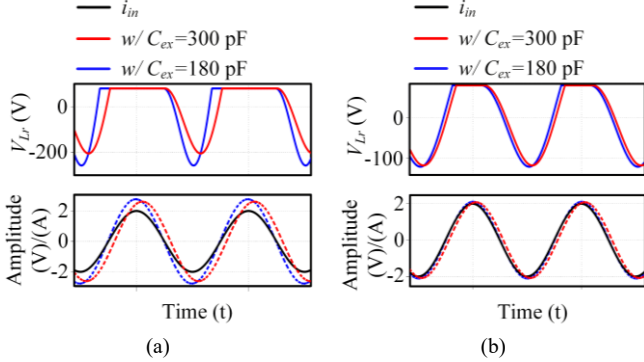 i_in
w/ C_ex=300 pF
w/ C_ex=180 pF
V_Lr (V)
0
-200
Amplitude
(V)/(A)
2
0
-2
Time (t)
(a)
i_in
w/ C_ex=300 pF
w/ C_ex=180 pF
V_Lr (V)
0
-100
Amplitude
(V)/(A)
2
0
-2
Time (t)
(b)